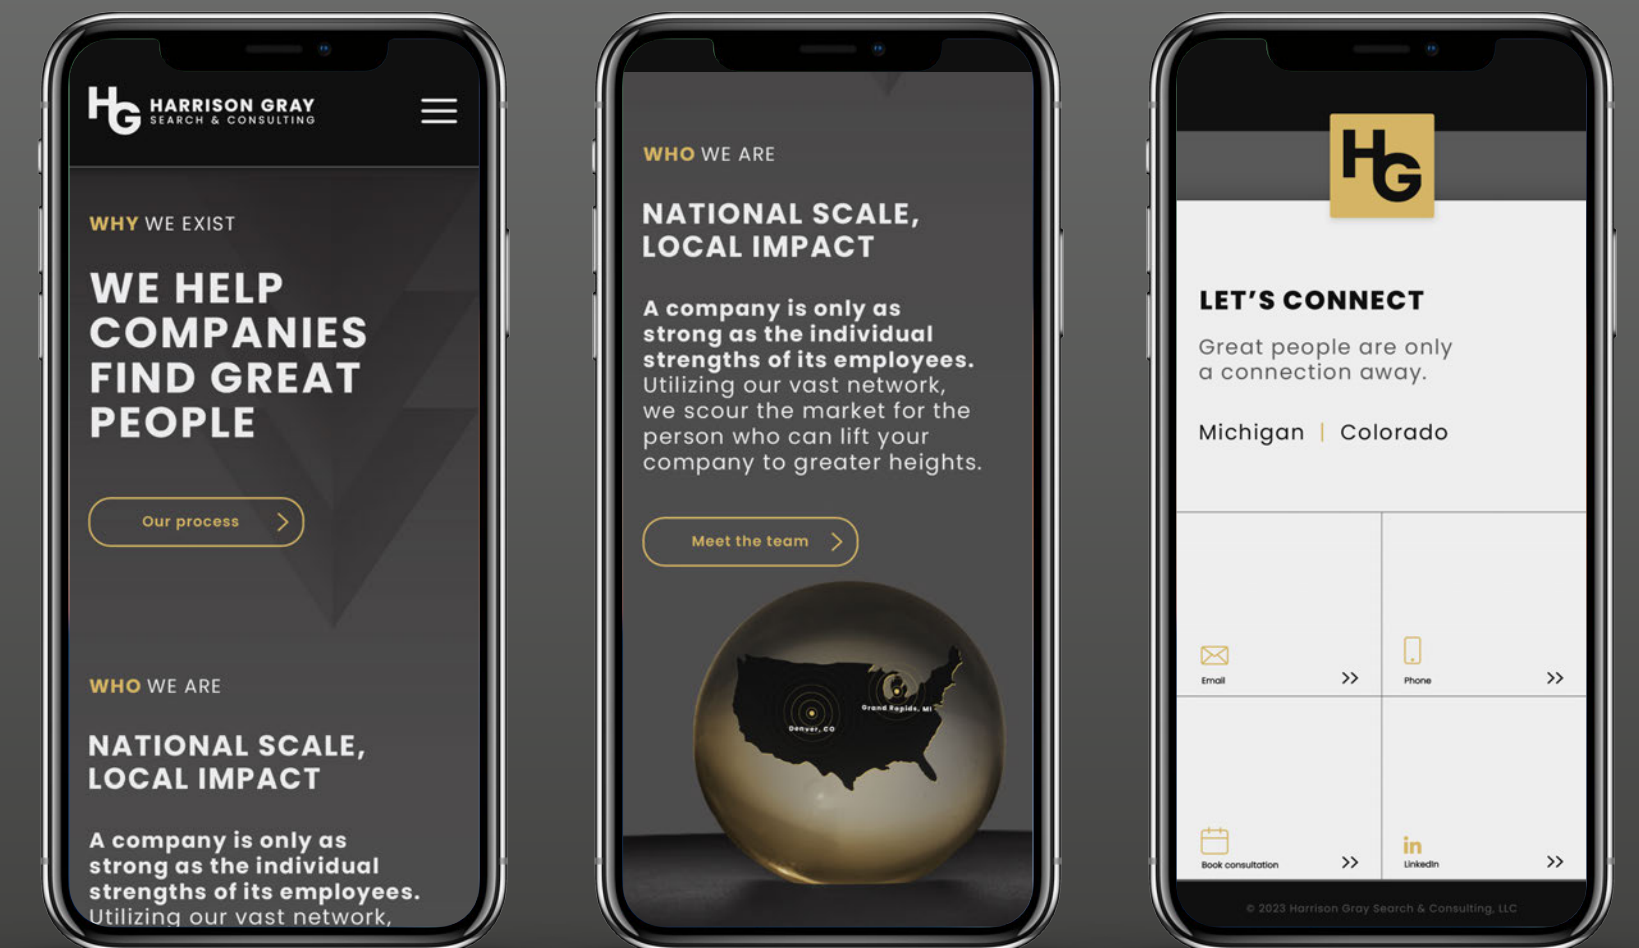 HG
HARRISON GRAY
SEARCH & CONSULTING
WHY WE EXIST
WE HELP
COMPANIES
FIND GREAT
PEOPLE
Our process
WHO WE ARE
NATIONAL SCALE,
LOCAL IMPACT
A company is only as
strong as the individual
strengths of its employees.
Utilizing our vast network,
WHO WE ARE
NATIONAL SCALE,
LOCAL IMPACT
A company is only as
strong as the individual
strengths of its employees.
Utilizing our vast network,
we scour the market for the
person who can lift your
company to greater heights.
Meet the team
Grand Rapids, MI
Denver, CO
HG
LET'S CONNECT
Great people are only
a connection away.
Michigan | Colorado
Email
Phone
Book consultation
in
LinkedIn
© 2023 Harrison Gray Search & Consulting, LLC